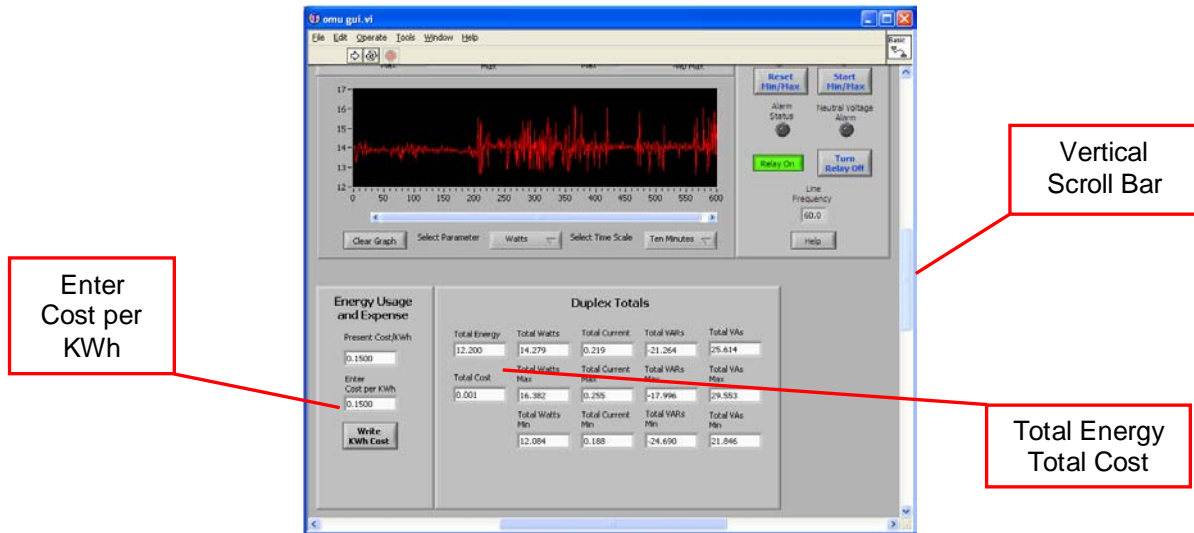 omu gui.vi
File Edit Operate Tools Window Help
Basic
Max Max Max
Reset
Min/Max
Start
Min/Max
17-
16-
15-
14-
13-
12-
0 50 100 150 200 250 300 350 400 450 500 550 600
Alarm
Status
Neutral Voltage
Alarm
Relay On
Turn
Relay Off
Line
Frequency
60.0
Clear Graph Select Parameter Watts Select Time Scale Ten Minutes
Help
Vertical
Scroll Bar
Enter
Cost per
KWh
Energy Usage
and Expense
Present Cost/KWh
0.1500
Enter
Cost per KWh
0.1500
Write
KWh Cost
Duplex Totals
Total Energy Total Watts Total Current Total VARs Total VAs
12.200 14.279 0.219 -21.264 25.614
Total Cost Total Watts
Max Total Current
Max Total VARs
Max Total VAs
Max
0.001 16.382 0.255 -17.996 29.553
Total Watts
Min Total Current
Min Total VARs
Min Total VAs
Min
12.084 0.188 -24.690 21.846
Total Energy
Total Cost